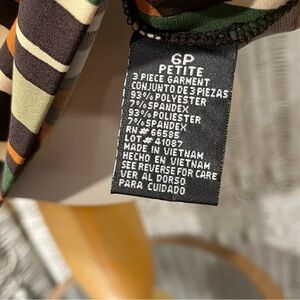 6P
PETITE
3 PIECE GARMENT
CONJUNTO DE 3 PIEZAS
93% POLYESTER
7% SPANDEX
93% POLIESTER
7% SPANDEX
RN# 66585
LOT# 41087
MADE IN VIETNAM
HECHO EN VIETNAM
SEE REVERSE FOR CARE
VER AL DORSO
PARA CUIDADO